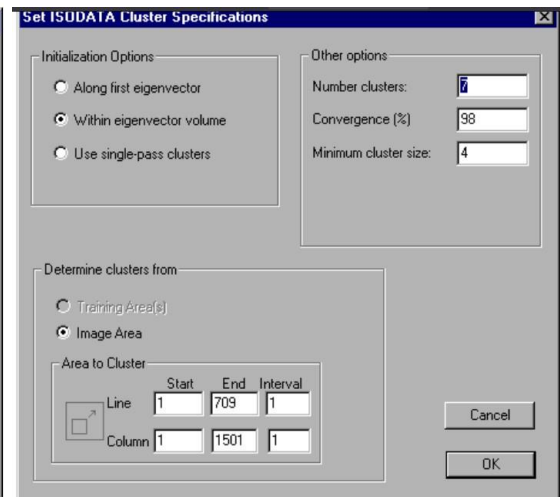 Set ISODATA Cluster Specifications
Initialization Options
Along first eigenvector
Within eigenvector volume
Use single-pass clusters
Other options
Number clusters: 7
Convergence (%) 98
Minimum cluster size: 4
Determine clusters from
Training Area(s)
Image Area
Area to Cluster
Start End Interval
Line 1 709 1
Column 1 1501 1
Cancel
OK